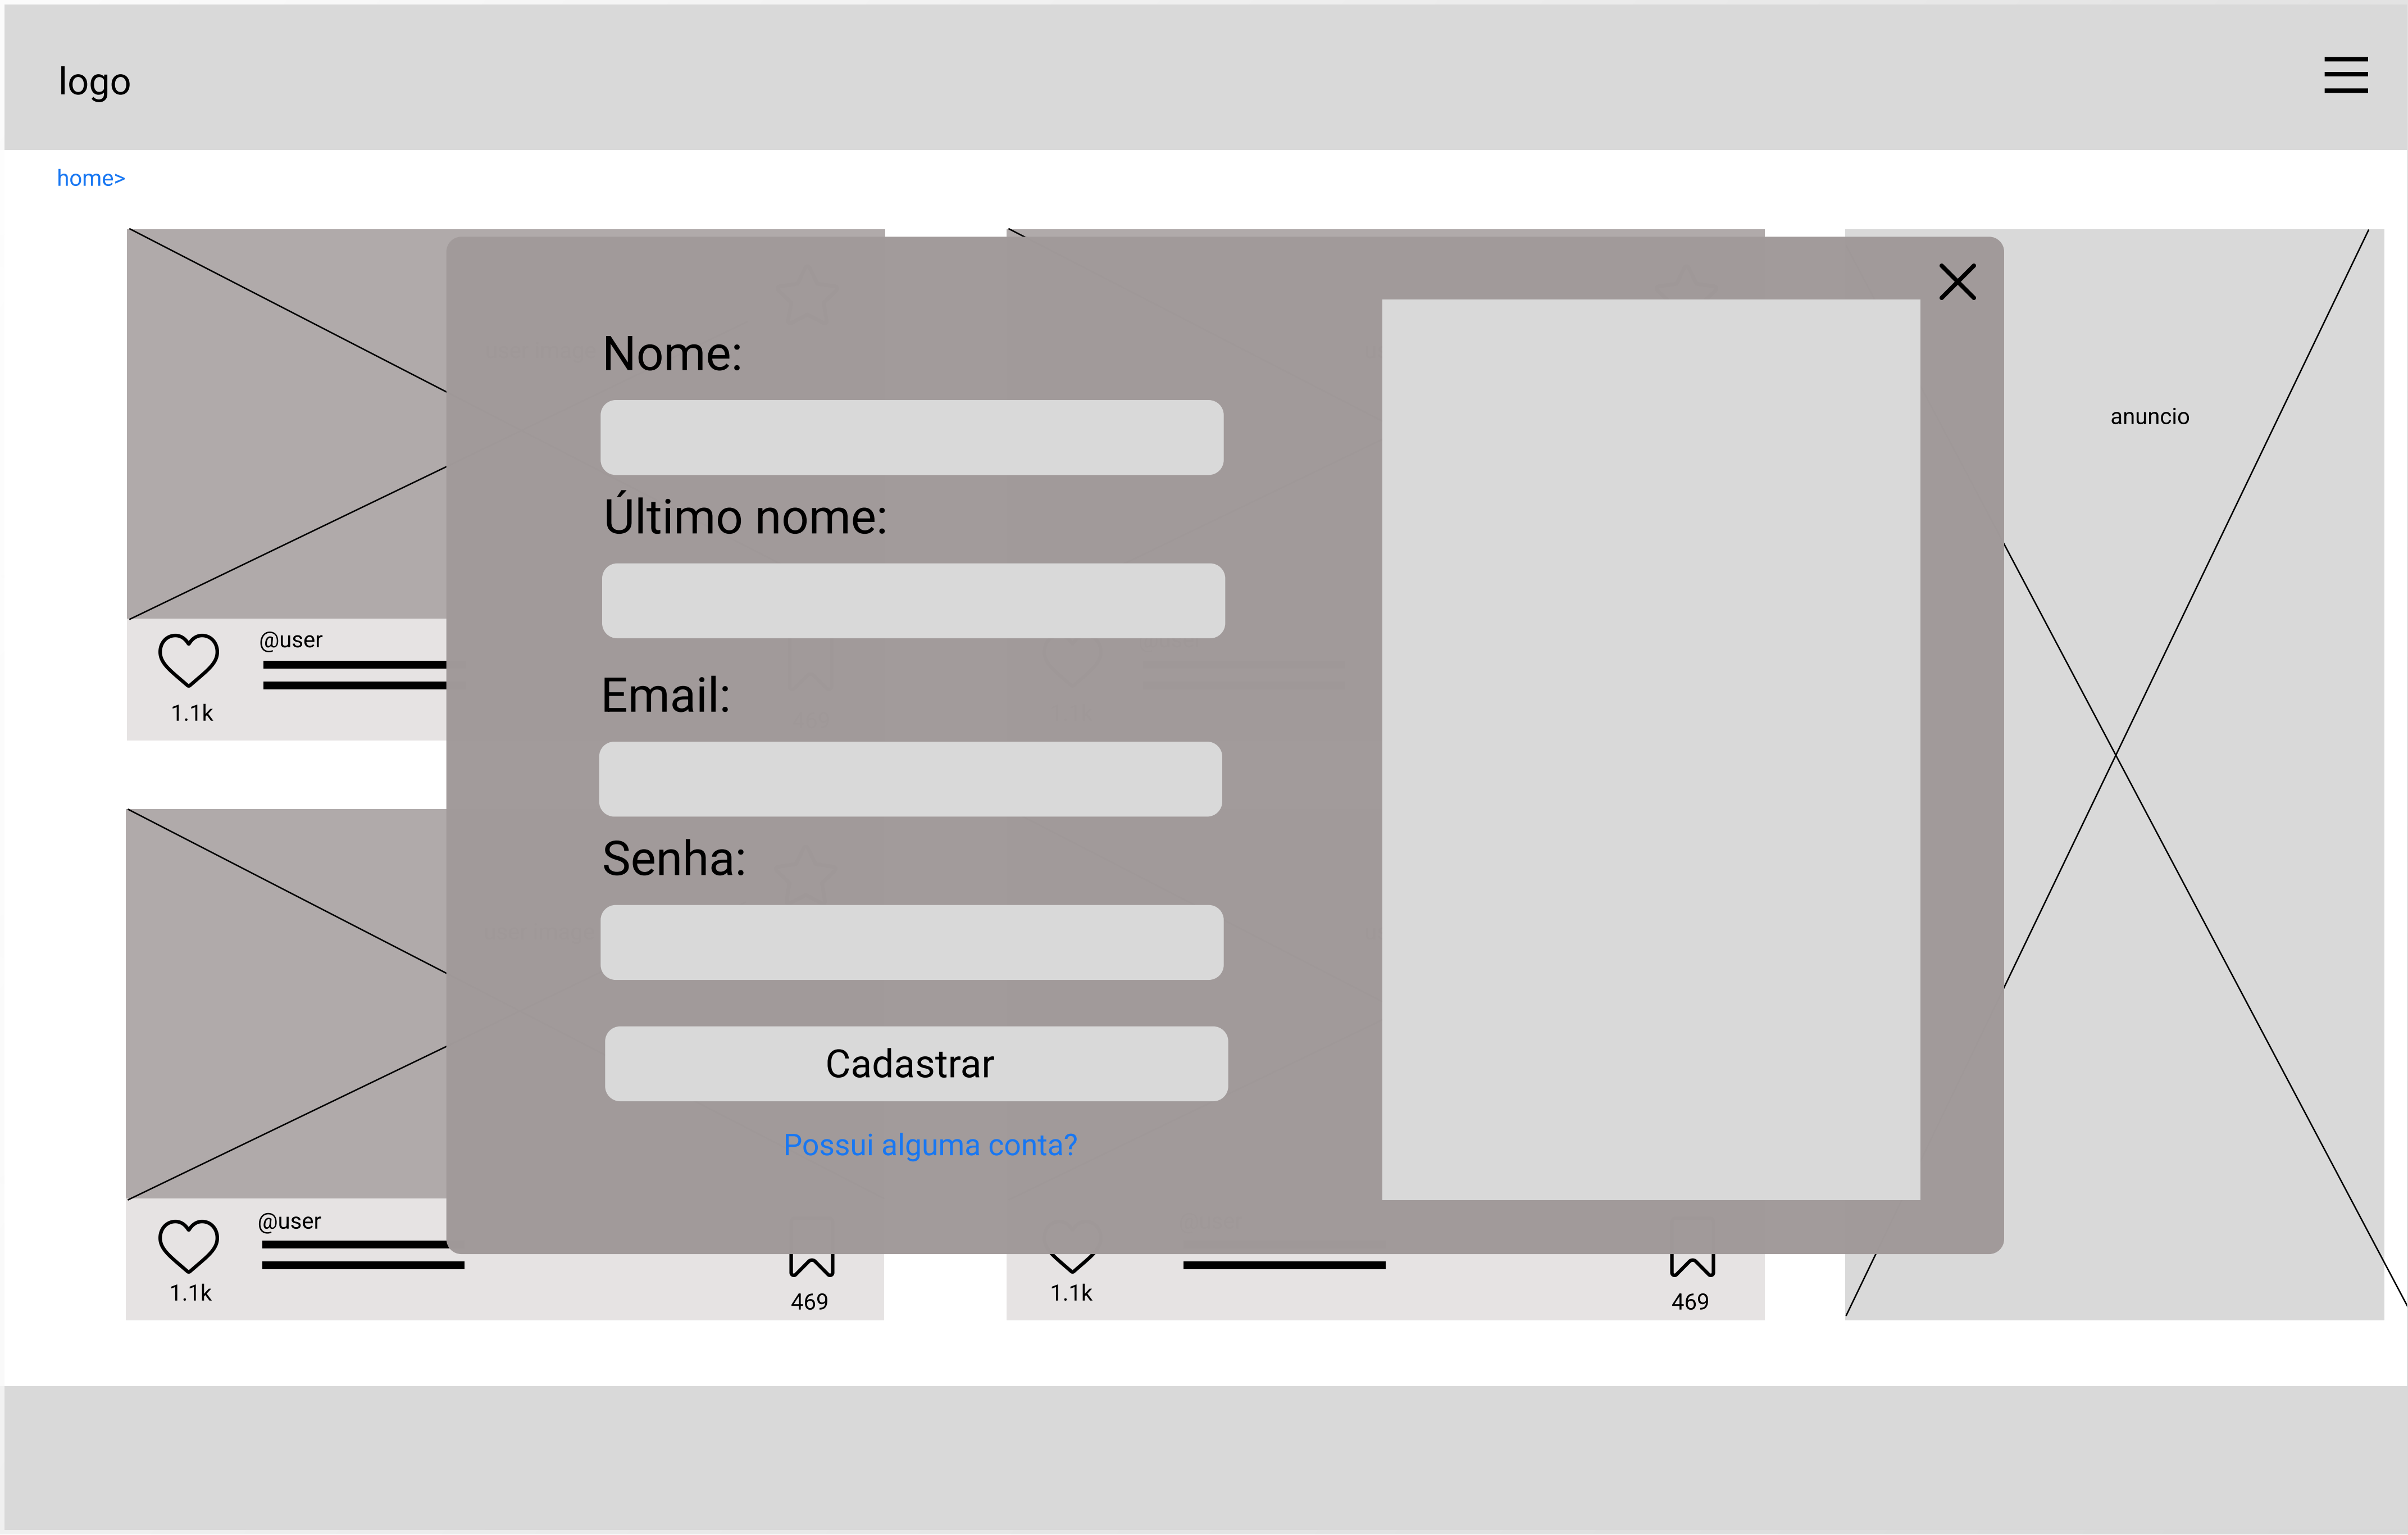 logo
home>
anuncio
Nome:
Último nome:
@user
1.1k
Email:
Senha:
Cadastrar
Possui alguma conta?
@user
1.1k
469
1.1k
469